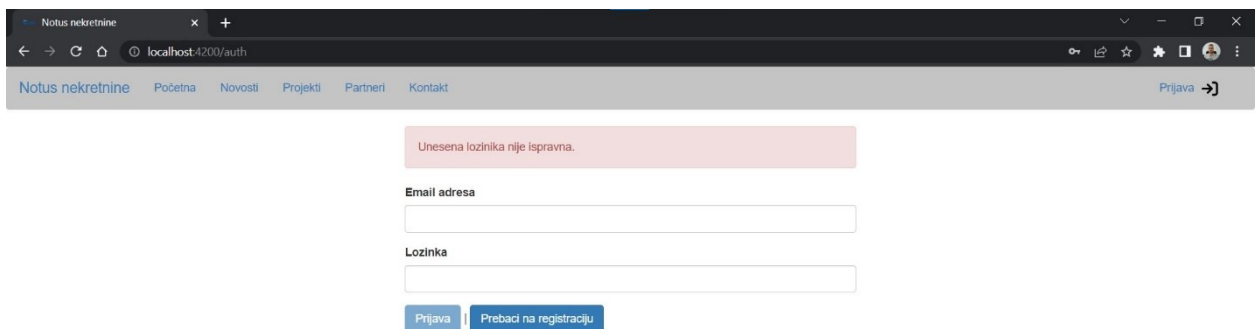 Notus nekretnine
localhost:4200/auth
Notus nekretnine Početna Novosti Projekti Partneri Kontakt Prijava
Unesena lozinika nije ispravna.
Email adresa
Lozinka
Prijava | Prebaci na registraciju